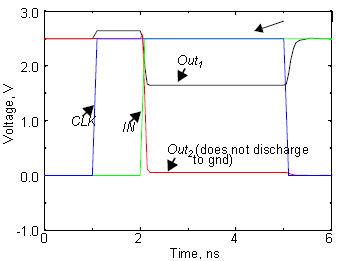 3.0
2.0
1.0
0.0
-1.0
Voltage, V
Out1
CLK
IN
Out2 (does not discharge
to gnd)
0
2
4
6
Time, ns